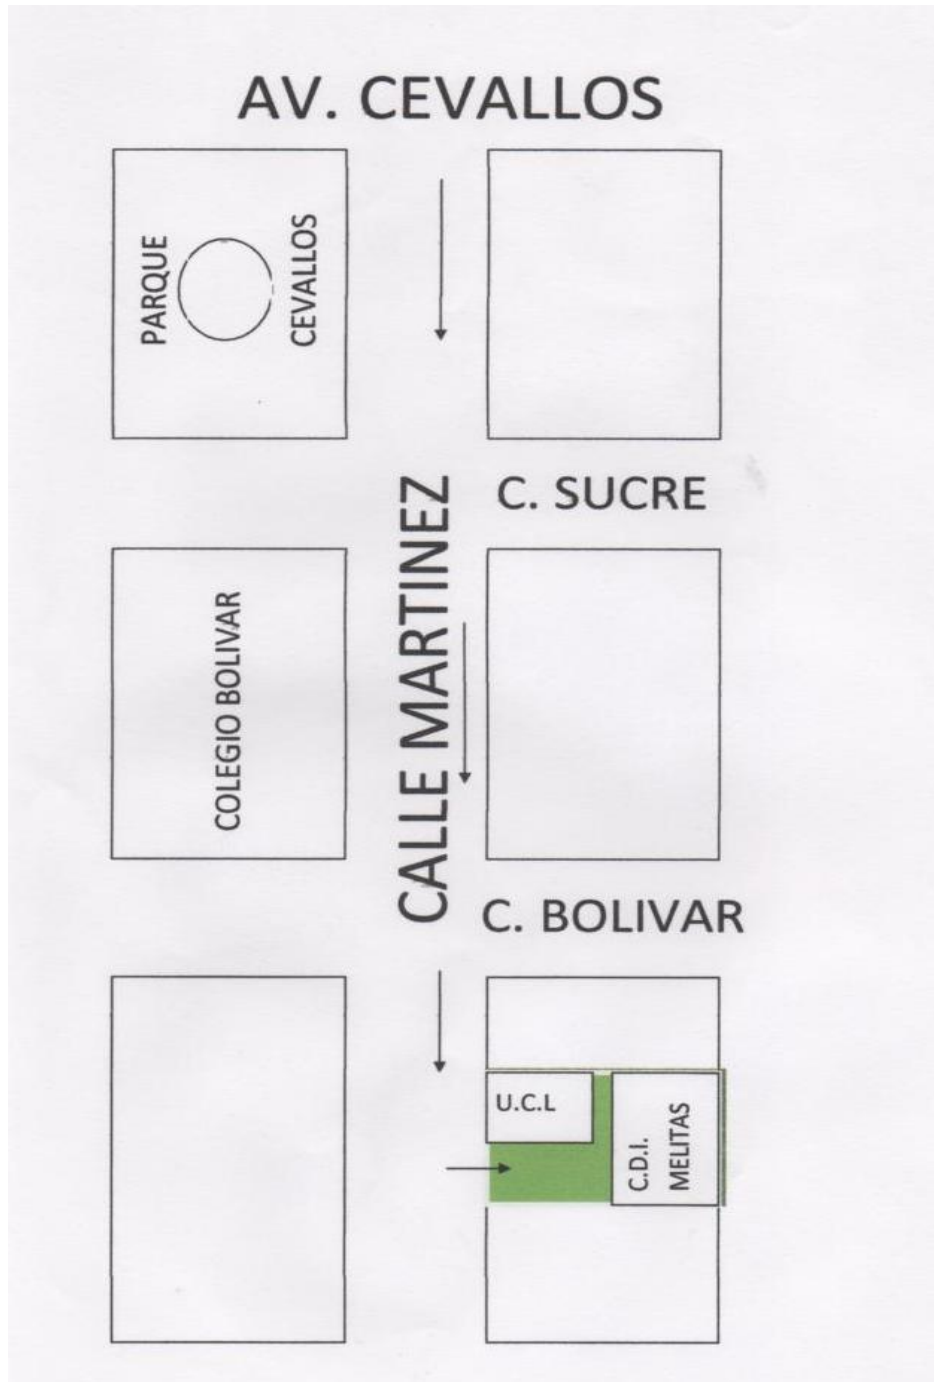 AV. CEVALLOS
PARQUE
CEVALLOS
C. SUCRE
CALLE MARTINEZ
COLEGIO BOLIVAR
C. BOLIVAR
U.C.L
C.D.I.
MELITAS